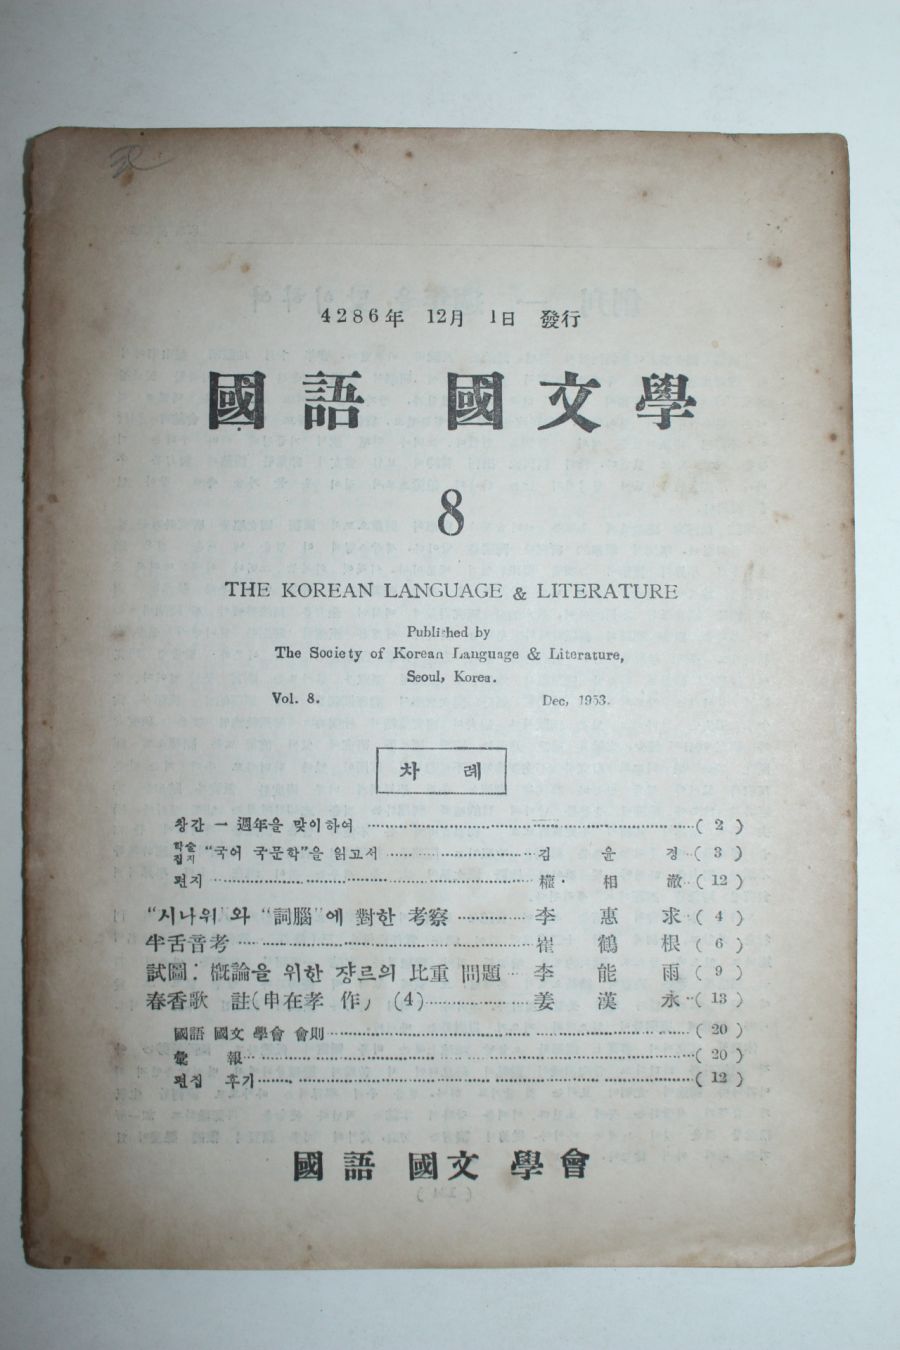 4286年 12月 1日 發行
國語 國文學
8
THE KOREAN LANGUAGE & LITERATURE
Published by
The Society of Korean Language & Literature,
Seoul, Korea.
Vol. 8. Dec, 1953.
차 례
창간 一 週年을 맞이하여 ( 2 )
학술잡지 “국어 국문학”을 읽고서 김 윤 경 ( 3 )
편지 權 相 澈 ( 12 )
“시나위 와 “詞腦”에 對한 考察 李 惠 求 ( 4 )
半舌音考 崔 鶴 根 ( 6 )
試圖: 槪論을 위한 쟝르의 比重 問題 李 能 雨 ( 9 )
春香歌 註(申在孝 作) (4) 姜 漢 永 ( 13 )
國語 國文 學會 會則 ( 20 )
彙 報 ( 20 )
편집 후기 ( 12 )
國語 國文 學會